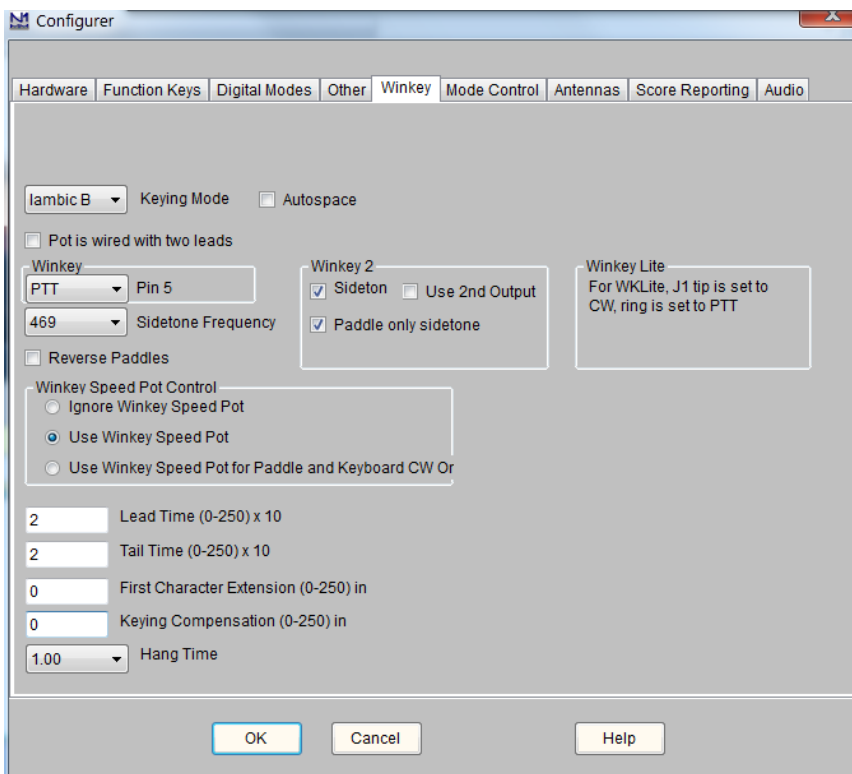 N1 Configurer
X
Hardware Function Keys Digital Modes Other Winkey Mode Control Antennas Score Reporting Audio
Iambic B Keying Mode Autospace
Pot is wired with two leads
Winkey
PTT Pin 5
469 Sidetone Frequency
Reverse Paddles
Winkey 2
Sideton Use 2nd Output
Paddle only sidetone
Winkey Lite
For WKLite, J1 tip is set to
CW, ring is set to PTT
Winkey Speed Pot Control
Ignore Winkey Speed Pot
Use Winkey Speed Pot
Use Winkey Speed Pot for Paddle and Keyboard CW Or
2 Lead Time (0-250) x 10
2 Tail Time (0-250) x 10
0 First Character Extension (0-250) in
0 Keying Compensation (0-250) in
1.00 Hang Time
OK Cancel Help